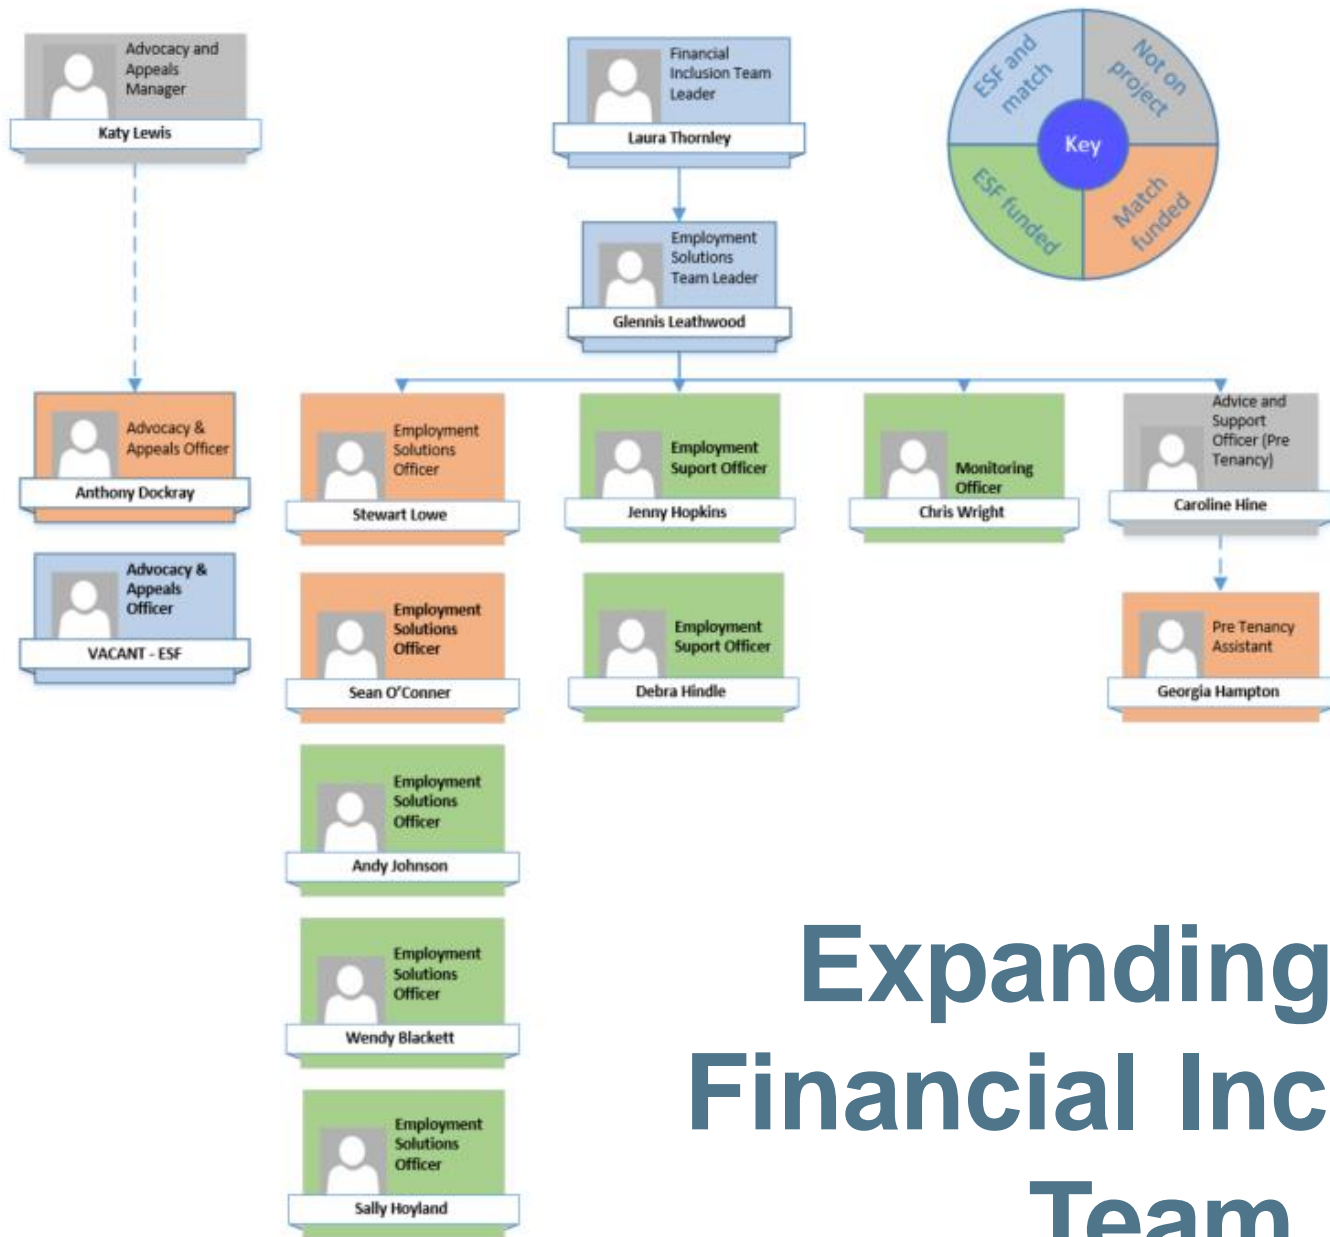 Advocacy and
Appeals
Manager
Katy Lewis
Financial
Inclusion Team
Leader
Laura Thornley
ESF and
match
Not on
project
Key
ESF funded
Match
funded
Employment
Solutions
Team Leader
Glennis Leathwood
Advocacy &
Appeals Officer
Anthony Dockray
Employment
Solutions
Officer
Stewart Lowe
Employment
Suport Officer
Jenny Hopkins
Monitoring
Officer
Chris Wright
Advice and
Support
Officer (Pre
Tenancy)
Caroline Hine
Advocacy &
Appeals
Officer
VACANT - ESF
Employment
Solutions
Officer
Sean O'Conner
Employment
Suport Officer
Debra Hindle
Pre Tenancy
Assistant
Georgia Hampton
Employment
Solutions
Officer
Andy Johnson
Employment
Solutions
Officer
Wendy Blackett
Employment
Solutions
Officer
Sally Hoyland
Expanding
Financial Inc
Team